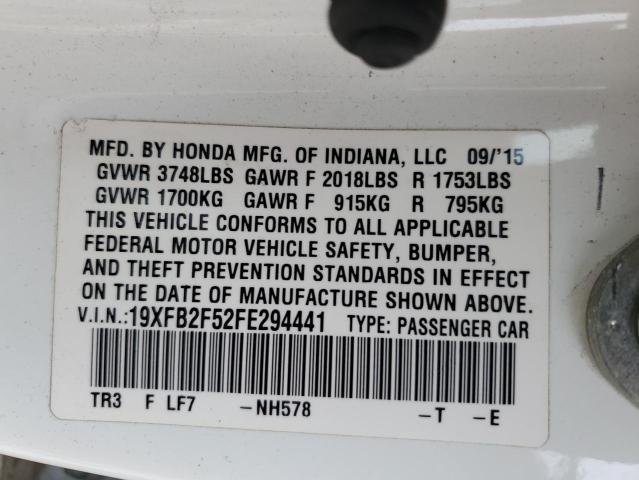 MFD. BY HONDA MFG. OF INDIANA, LLC 09/'15
GVWR 3748LBS GAWR F 2018LBS R 1753LBS
GVWR 1700KG GAWR F 915KG R 795KG
THIS VEHICLE CONFORMS TO ALL APPLICABLE
FEDERAL MOTOR VEHICLE SAFETY, BUMPER,
AND THEFT PREVENTION STANDARDS IN EFFECT
ON THE DATE OF MANUFACTURE SHOWN ABOVE.
V.I.N.:19XFB2F52FE294441 TYPE: PASSENGER CAR
TR3 F LF7 -NH578 -T -E